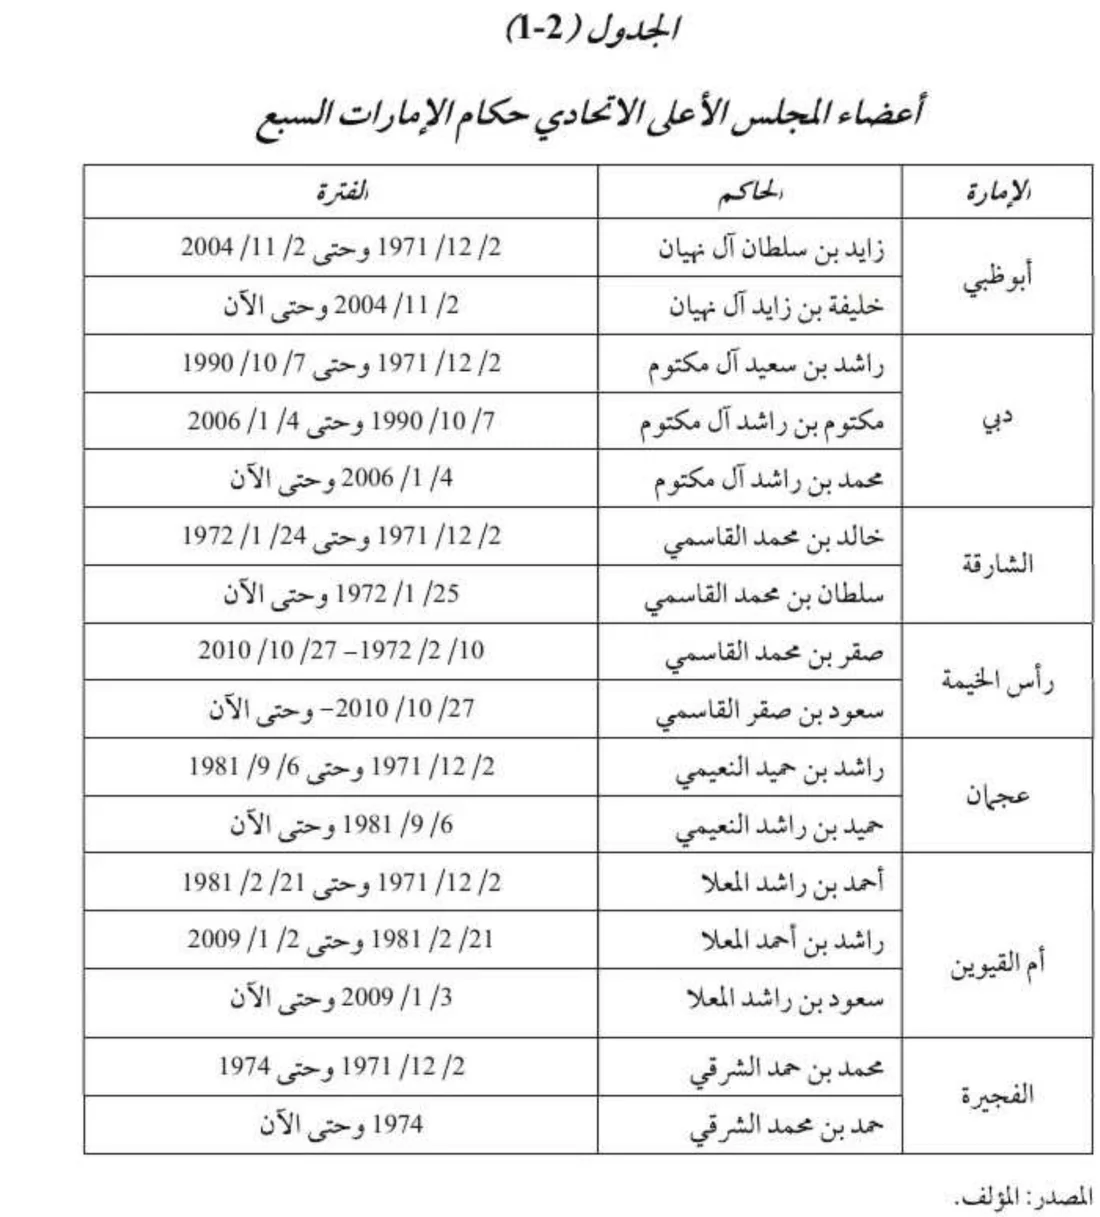 الجدول (2-1)
أعضاء المجلس الأعلى الاتحادي حكام الإمارات السبع
الإمارة الحاكم الفترة
أبوظبي زايد بن سلطان آل نهيان 2/ 12/ 1971 وحتى 2/ 11/ 2004
خليفة بن زايد آل نهيان 2/ 11/ 2004 وحتى الآن
دبي راشد بن سعيد آل مكتوم 2/ 12/ 1971 وحتى 7/ 10/ 1990
مكتوم بن راشد آل مكتوم 7/ 10/ 1990 وحتى 4/ 1/ 2006
محمد بن راشد آل مكتوم 4/ 1/ 2006 وحتى الآن
الشارقة خالد بن محمد القاسمي 2/ 12/ 1971 وحتى 24/ 1/ 1972
سلطان بن محمد القاسمي 25/ 1/ 1972 وحتى الآن
رأس الخيمة صقر بن محمد القاسمي 10/ 2/ 1972– 27/ 10/ 2010
سعود بن صقر القاسمي 27/ 10/ 2010– وحتى الآن
عجمان راشد بن حميد النعيمي 2/ 12/ 1971 وحتى 6/ 9/ 1981
حميد بن راشد النعيمي 6/ 9/ 1981 وحتى الآن
أم القيوين أحمد بن راشد المعلا 2/ 12/ 1971 وحتى 21/ 2/ 1981
راشد بن أحمد المعلا 21/ 2/ 1981 وحتى 2/ 1/ 2009
سعود بن راشد المعلا 3/ 1/ 2009 وحتى الآن
الفجيرة محمد بن حمد الشرقي 2/ 12/ 1971 وحتى 1974
حمد بن محمد الشرقي 1974 وحتى الآن
المصدر: المؤلف.